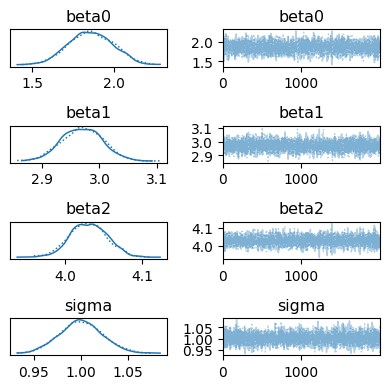 beta0 beta0
2.0
1.5
1.5 2.0 0 1000
beta1 beta1
3.1
3.0
2.9
2.9 3.0 3.1 0 1000
beta2 beta2
4.1
4.0
4.0 4.1 0 1000
sigma sigma
1.05
1.00
0.95
0.95 1.00 1.05 0 1000